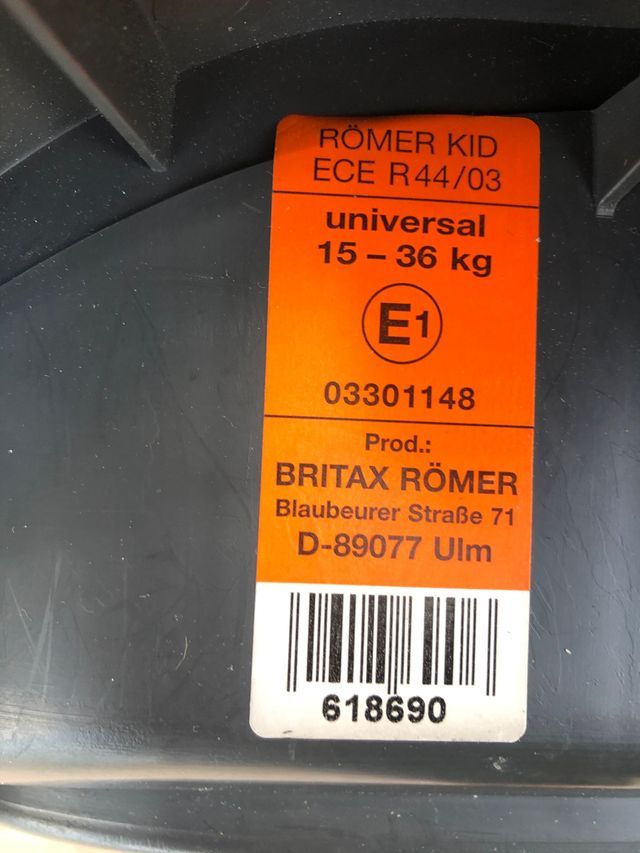 RÖMER KID
ECE R 44/03
universal
15 – 36 kg
E1
03301148
Prod.:
BRITAX RÖMER
Blaubeurer Straße 71
D-89077 Ulm
618690